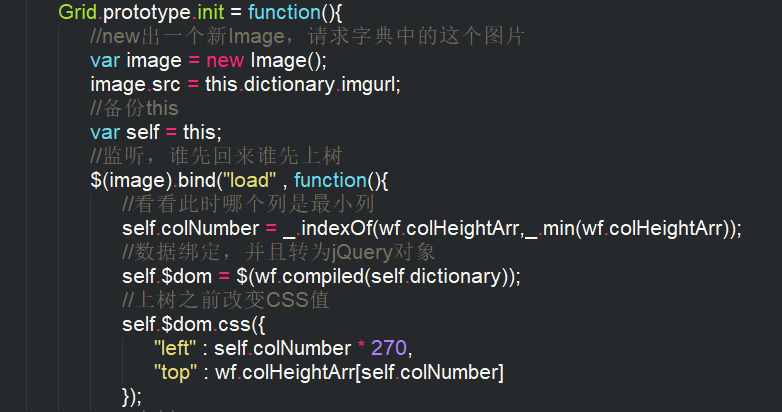 Grid.prototype.init = function(){
//new出一个新Image，请求字典中的这个图片
var image = new Image();
image.src = this.dictionary.imgurl;
//备份this
var self = this;
//监听，谁先回来谁先上树
$(image).bind("load" , function(){
//看看此时哪个列是最小列
self.colNumber = _.indexOf(wf.colHeightArr,_.min(wf.colHeightArr));
//数据绑定，并且转为jQuery对象
self.$dom = $(wf.compiled(self.dictionary));
//上树之前改变CSS值
self.$dom.css({
"left" : self.colNumber * 270,
"top" : wf.colHeightArr[self.colNumber]
});